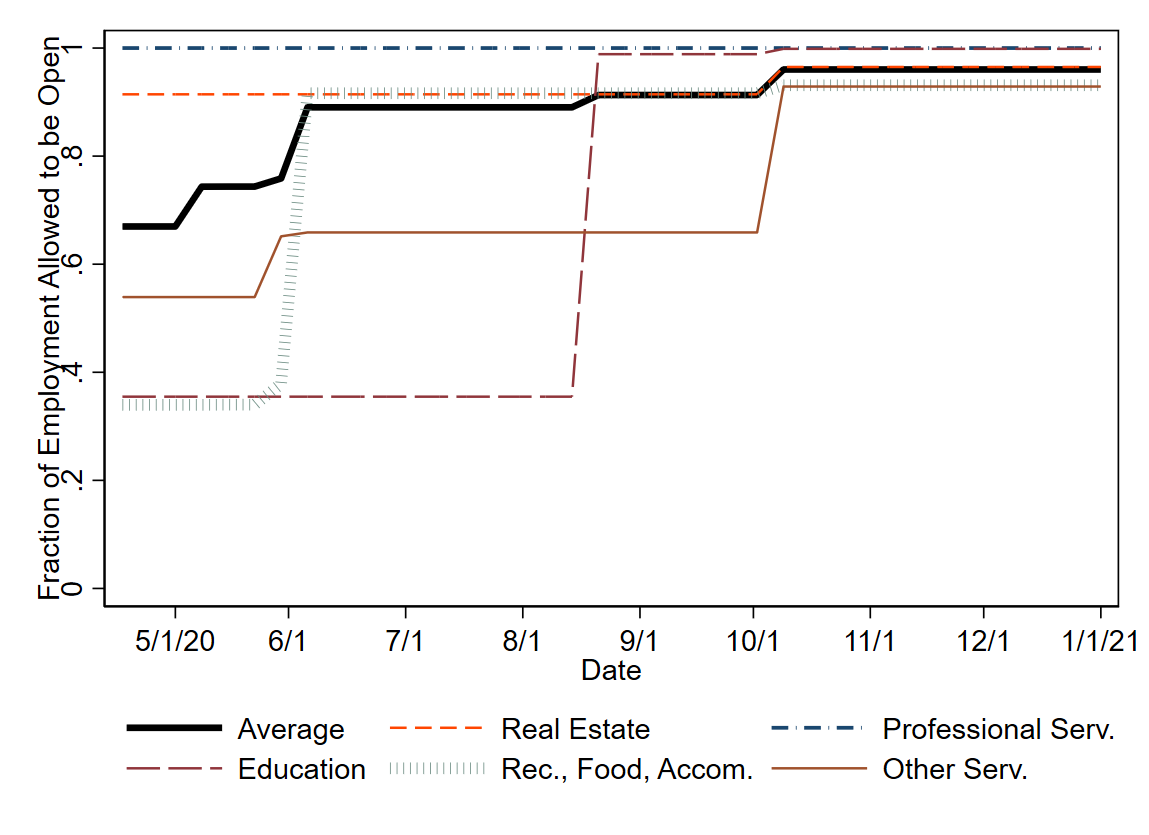 Fraction of Employment Allowed to be Open
1
.8
.6
.4
.2
0
5/1/20 6/1 7/1 8/1 9/1 10/1 11/1 12/1 1/1/21
Date
Average Real Estate Professional Serv.
Education Rec., Food, Accom. Other Serv.